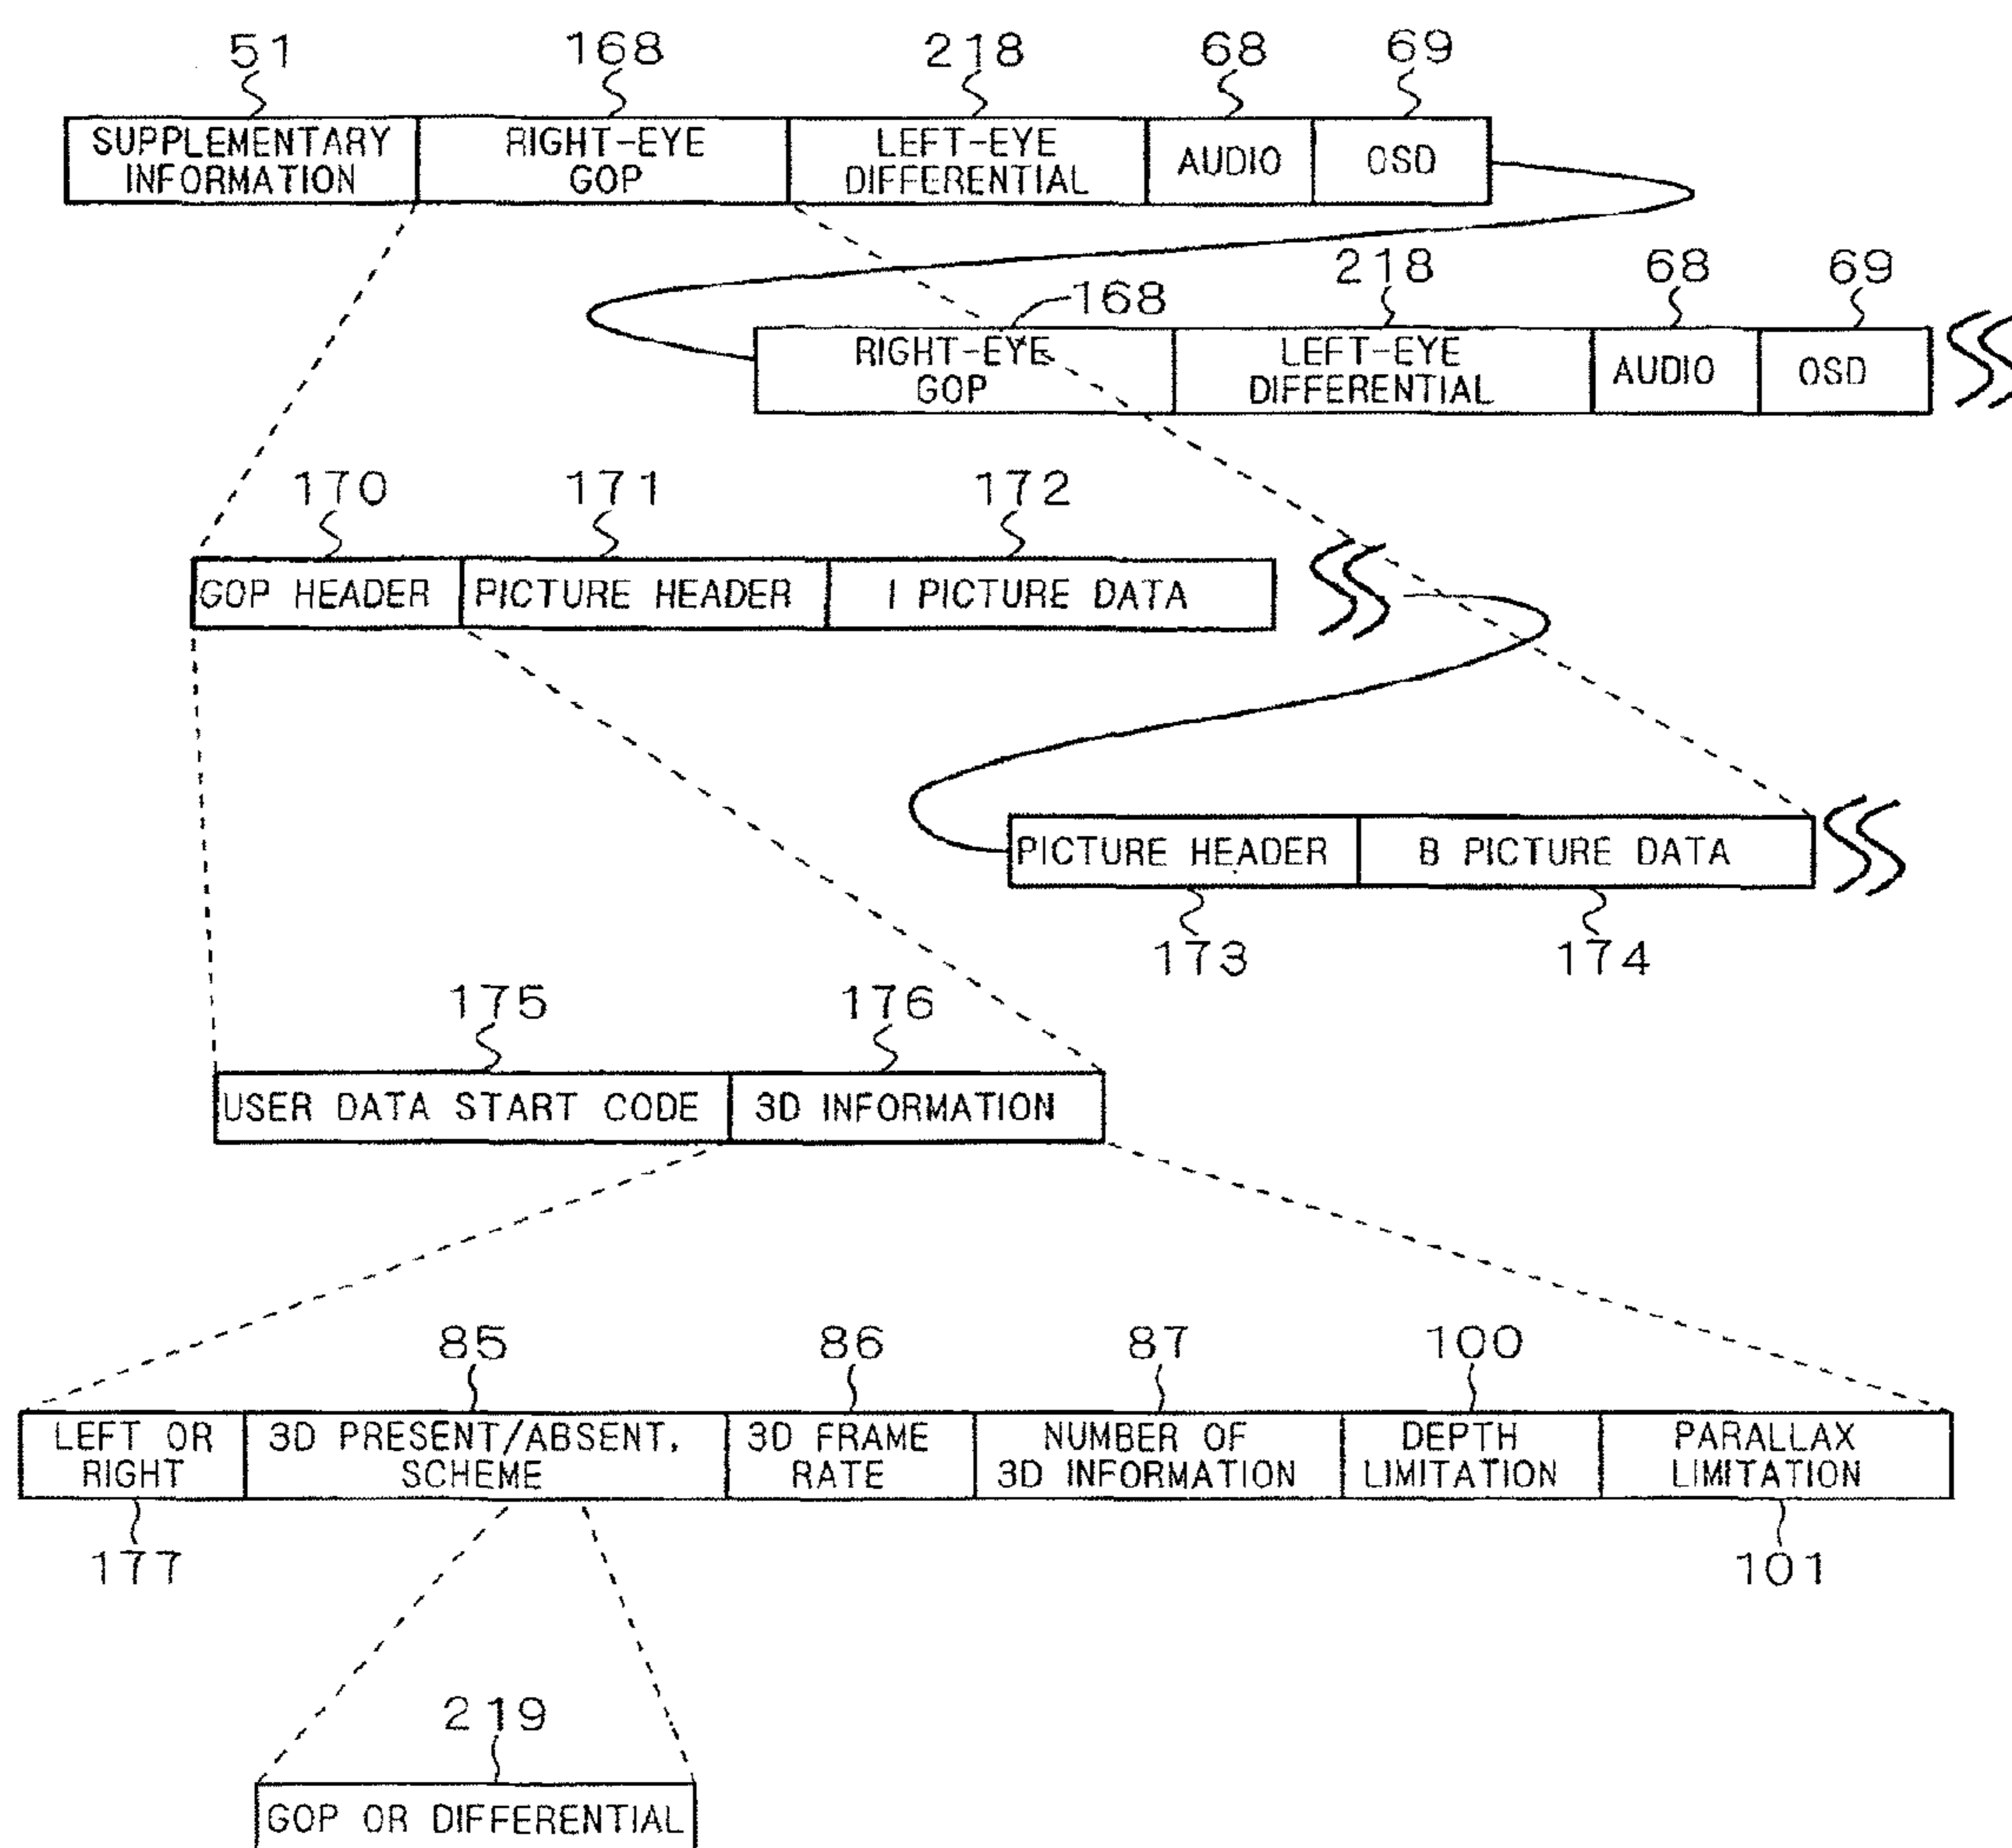 51 168 218 68 69
SUPPLEMENTARY INFORMATION
RIGHT-EYE GOP
LEFT-EYE DIFFERENTIAL
AUDIO
OSD
168 218 68 69
RIGHT-EYE GOP
LEFT-EYE DIFFERENTIAL
AUDIO
OSD
170 171 172
GOP HEADER PICTURE HEADER I PICTURE DATA
PICTURE HEADER B PICTURE DATA
173 174
175 176
USER DATA START CODE 3D INFORMATION
85 86 87 100
LEFT OR RIGHT
3D PRESENT/ABSENT, SCHEME
3D FRAME RATE
NUMBER OF 3D INFORMATION
DEPTH LIMITATION
PARALLAX LIMITATION
177 101
219
GOP OR DIFFERENTIAL